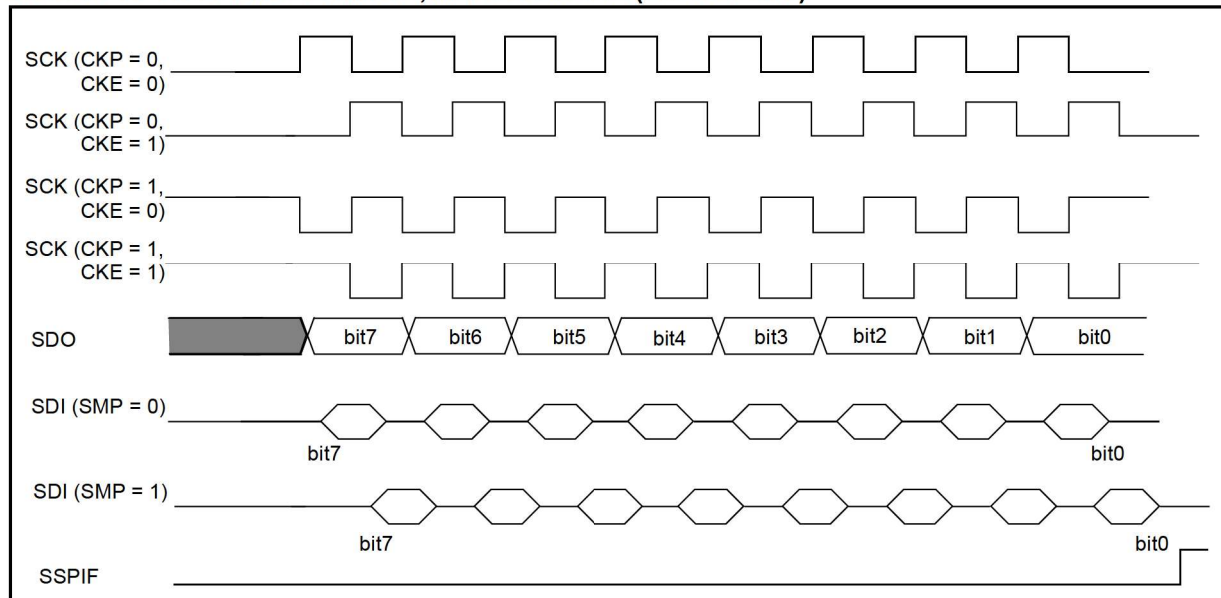 SCK (CKP = 0,
CKE = 0)
SCK (CKP = 0,
CKE = 1)
SCK (CKP = 1,
CKE = 0)
SCK (CKP = 1,
CKE = 1)
SDO bit7 bit6 bit5 bit4 bit3 bit2 bit1 bit0
SDI (SMP = 0)
bit7 bit0
SDI (SMP = 1)
bit7 bit0
SSPIF